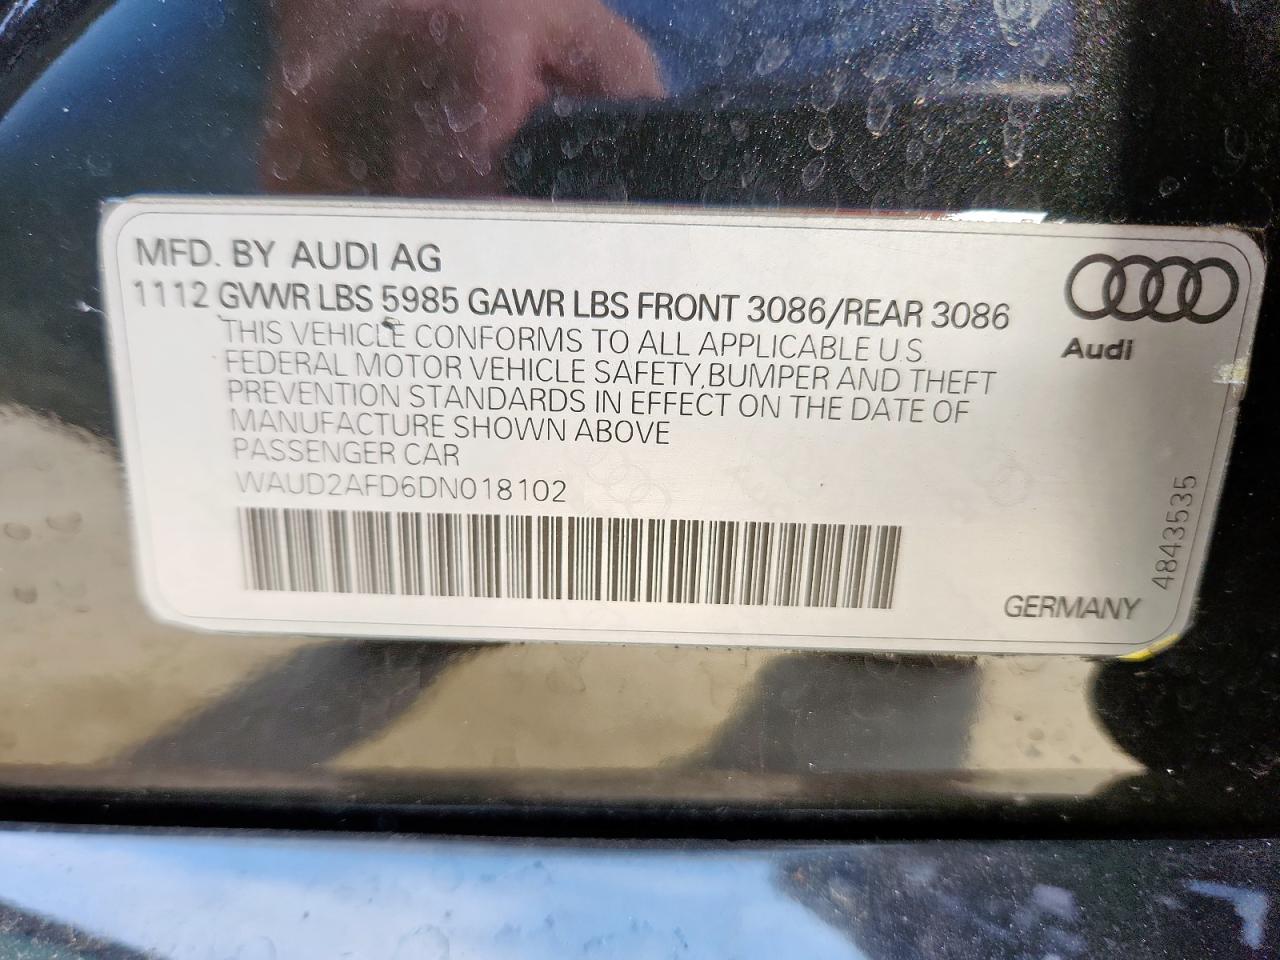 MFD. BY AUDI AG
1112 GVWR LBS 5985 GAWR LBS FRONT 3086/REAR 3086
THIS VEHICLE CONFORMS TO ALL APPLICABLE U.S.
FEDERAL MOTOR VEHICLE SAFETY,BUMPER AND THEFT
PREVENTION STANDARDS IN EFFECT ON THE DATE OF
MANUFACTURE SHOWN ABOVE
PASSENGER CAR
WAUD2AFD6DN018102
Audi
4843535
GERMANY